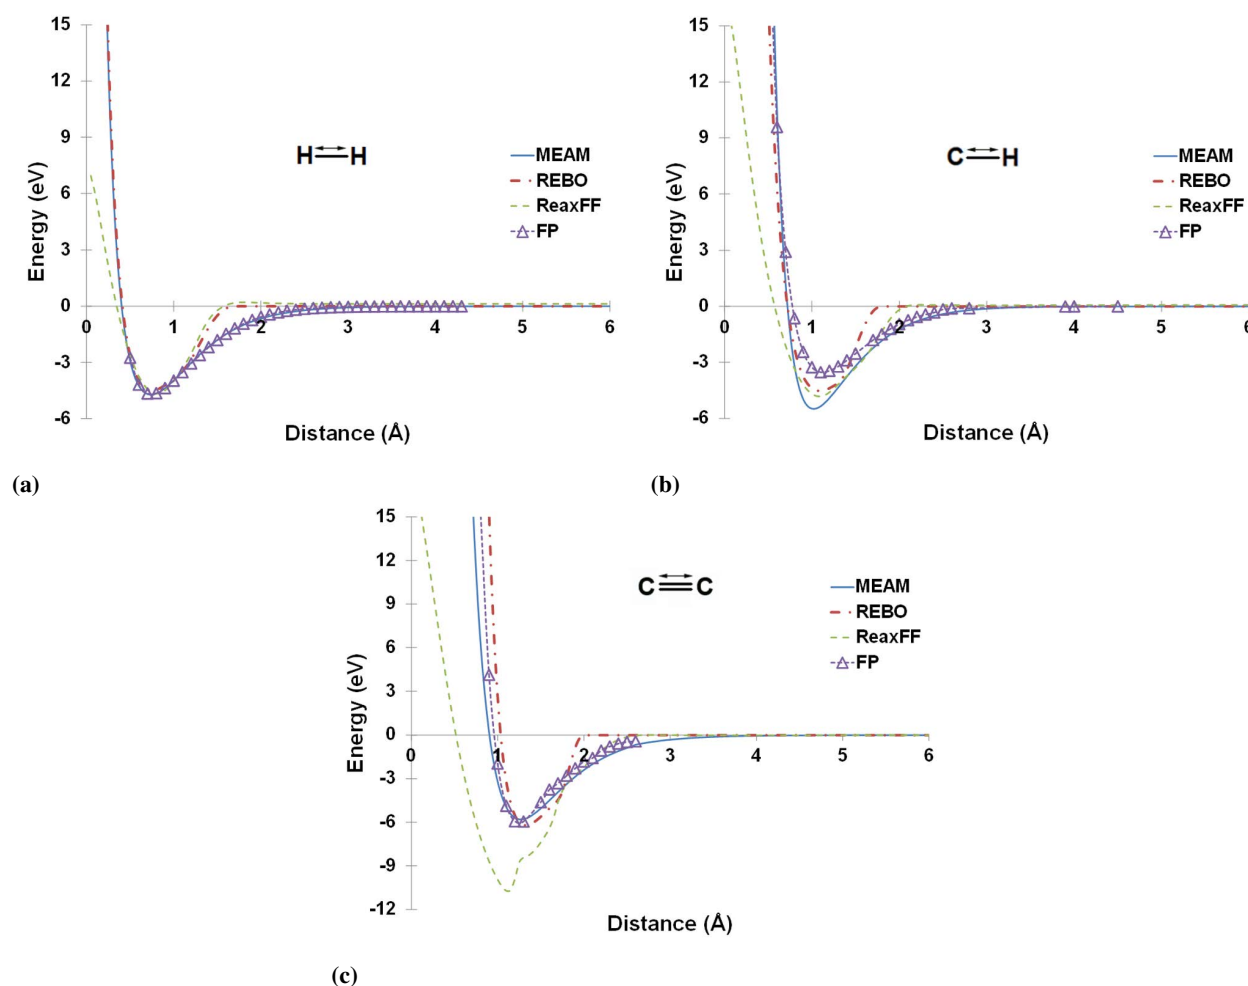 15
12
9
6
3
0
-3
-6
0 1 2 3 4 5 6
Energy (eV)
Distance (Å)
H=H
MEAM
REBO
ReaxFF
FP
(a)
15
12
9
6
3
0
-3
-6
0 1 2 3 4 5 6
Energy (eV)
Distance (Å)
C=H
MEAM
REBO
ReaxFF
FP
(b)
15
12
9
6
3
0
-3
-6
-9
-12
0 1 2 3 4 5 6
Energy (eV)
Distance (Å)
C≡C
MEAM
REBO
ReaxFF
FP
(c)